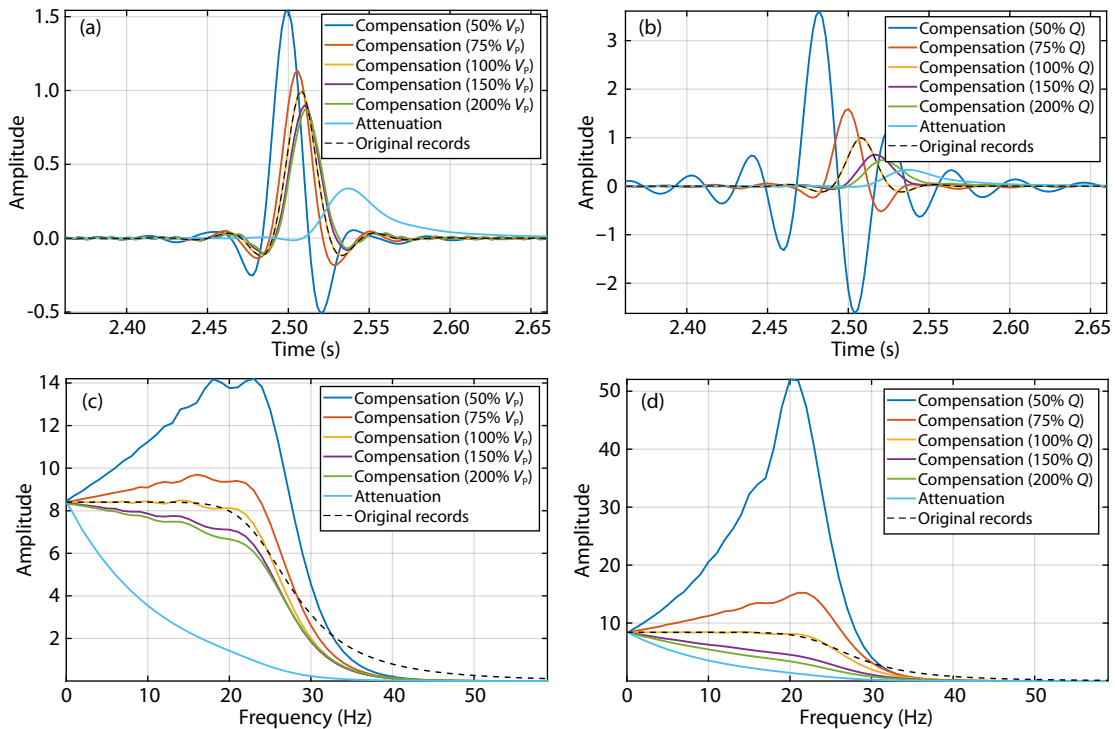 (a)
Compensation (50% Vₚ)
Compensation (75% Vₚ)
Compensation (100% Vₚ)
Compensation (150% Vₚ)
Compensation (200% Vₚ)
Attenuation
Original records
1.5
1.0
0.5
0.0
-0.5
Amplitude
2.40
2.45
2.50
2.55
2.60
2.65
Time (s)
(b)
Compensation (50% Q)
Compensation (75% Q)
Compensation (100% Q)
Compensation (150% Q)
Compensation (200% Q)
Attenuation
Original records
3
2
1
0
−1
−2
Amplitude
2.40
2.45
2.50
2.55
2.60
2.65
Time (s)
(c)
Compensation (50% Vₚ)
Compensation (75% Vₚ)
Compensation (100% Vₚ)
Compensation (150% Vₚ)
Compensation (200% Vₚ)
Attenuation
Original records
14
12
10
8
6
4
2
Amplitude
0
10
20
30
40
50
Frequency (Hz)
(d)
Compensation (50% Q)
Compensation (75% Q)
Compensation (100% Q)
Compensation (150% Q)
Compensation (200% Q)
Attenuation
Original records
50
40
30
20
10
Amplitude
0
10
20
30
40
50
Frequency (Hz)